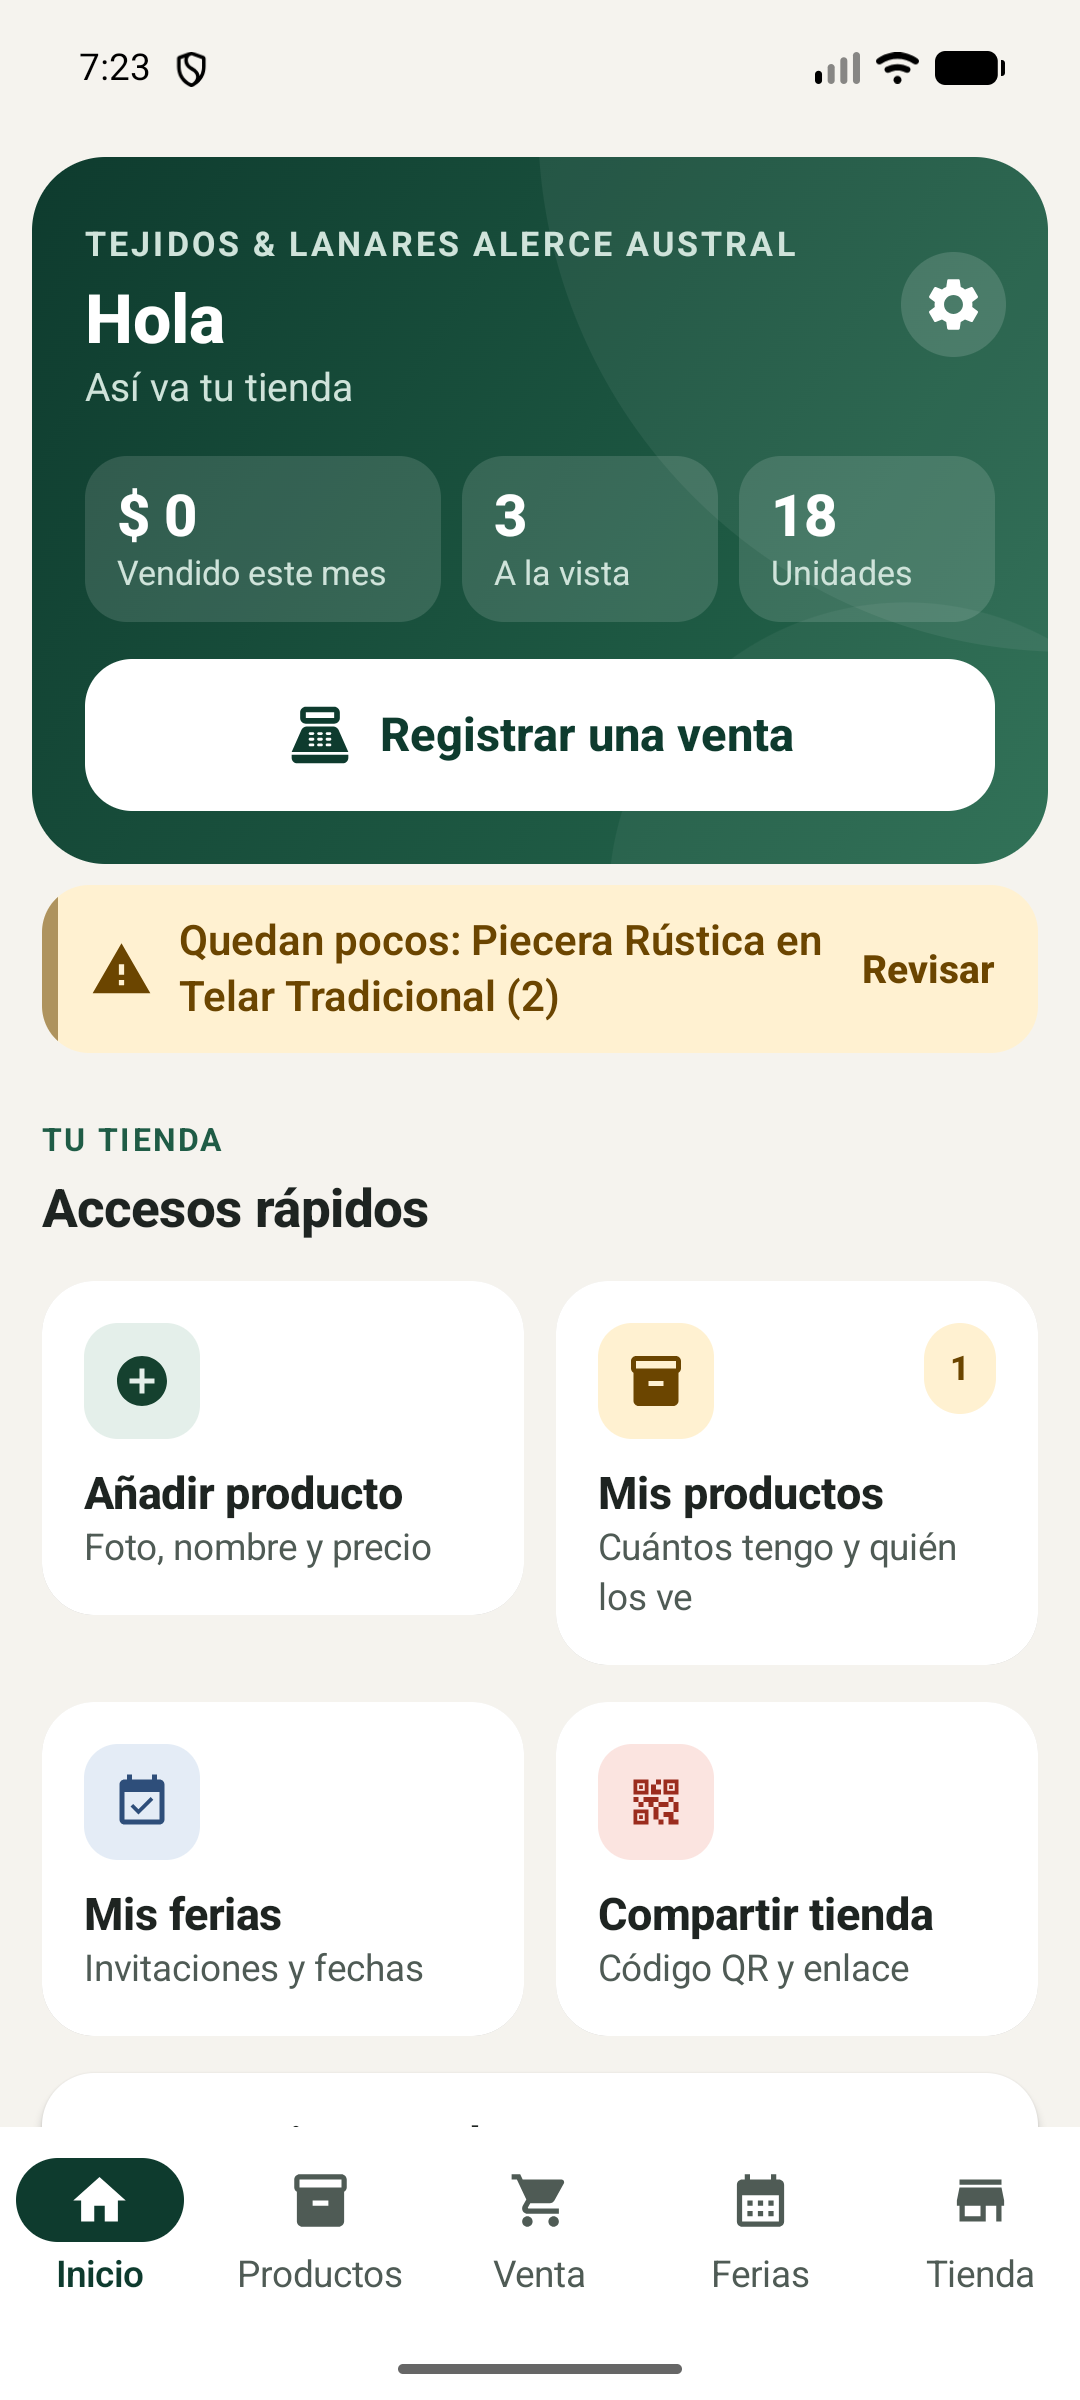 7:23
TEJIDOS & LANARES ALERCE AUSTRAL
Hola
Así va tu tienda
$ 0
Vendido este mes
3
A la vista
18
Unidades
Registrar una venta
Quedan pocos: Piecera Rústica en
Telar Tradicional (2)
Revisar
TU TIENDA
Accesos rápidos
Añadir producto
Foto, nombre y precio
1
Mis productos
Cuántos tengo y quién
los ve
Mis ferias
Invitaciones y fechas
Compartir tienda
Código QR y enlace
Inicio
Productos
Venta
Ferias
Tienda